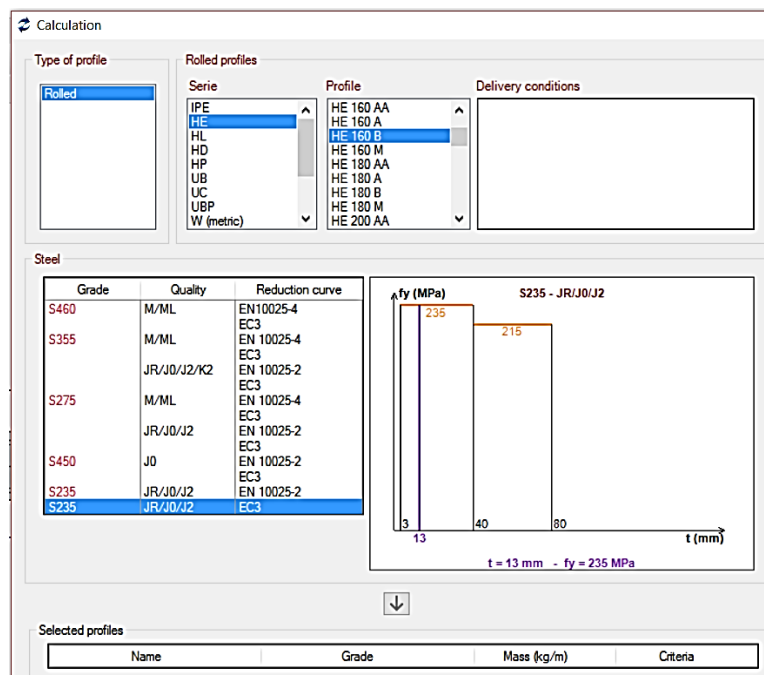 Calculation
Type of profile
Rolled
Rolled profiles
Serie
IPE
HE
HL
HD
HP
UB
UC
UBP
W (metric)
Profile
HE 160 AA
HE 160 A
HE 160 B
HE 160 M
HE 180 AA
HE 180 A
HE 180 B
HE 180 M
HE 200 AA
Delivery conditions
Steel
Grade Quality Reduction curve
S460 M/ML EN10025-4
EC3
S355 M/ML EN 10025-4
EC3
JR/J0/J2/K2 EN 10025-2
EC3
S275 M/ML EN 10025-4
EC3
JR/J0/J2 EN 10025-2
EC3
S450 J0 EN 10025-2
EC3
S235 JR/J0/J2 EN 10025-2
S235 JR/J0/J2 EC3
fy (MPa) S235 - JR/J0/J2
235
215
3 40 80
13 t (mm)
t = 13 mm - fy = 235 MPa
Selected profiles
Name Grade Mass (kg/m) Criteria